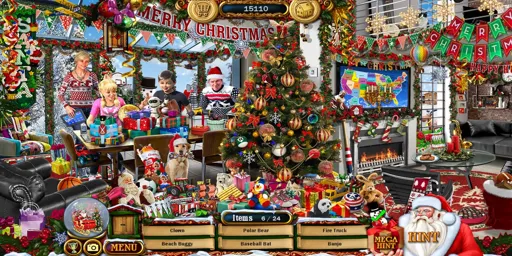 15110
MERRY CHRISTMAS
MERRY
CHRISTMAS
SANTA
Items 6 / 24
Clown
Polar Bear
Fire Truck
Beach Buggy
Baseball Bat
Banjo
MENU
MEGA
HINT
HINT